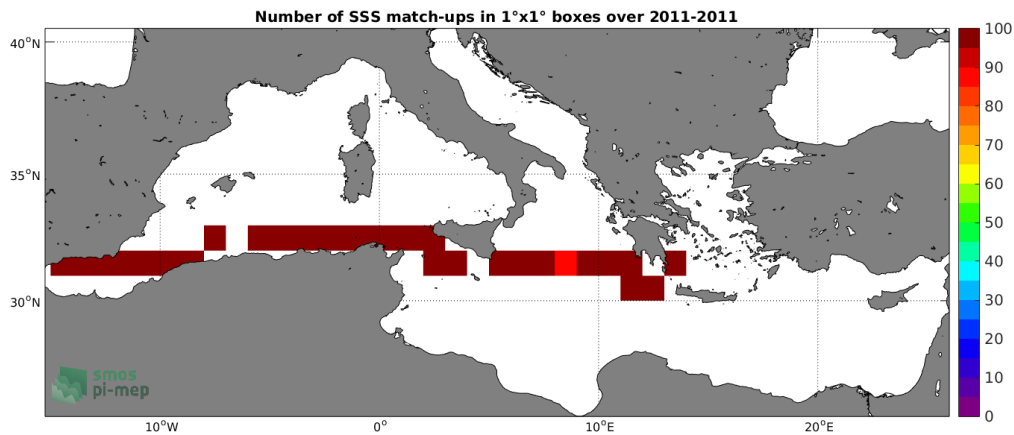 Number of SSS match-ups in 1°x1° boxes over 2011-2011
40°N
35°N
30°N
10°W
0°
10°E
20°E
100
90
80
70
60
50
40
30
20
10
0
smos
pi-mep